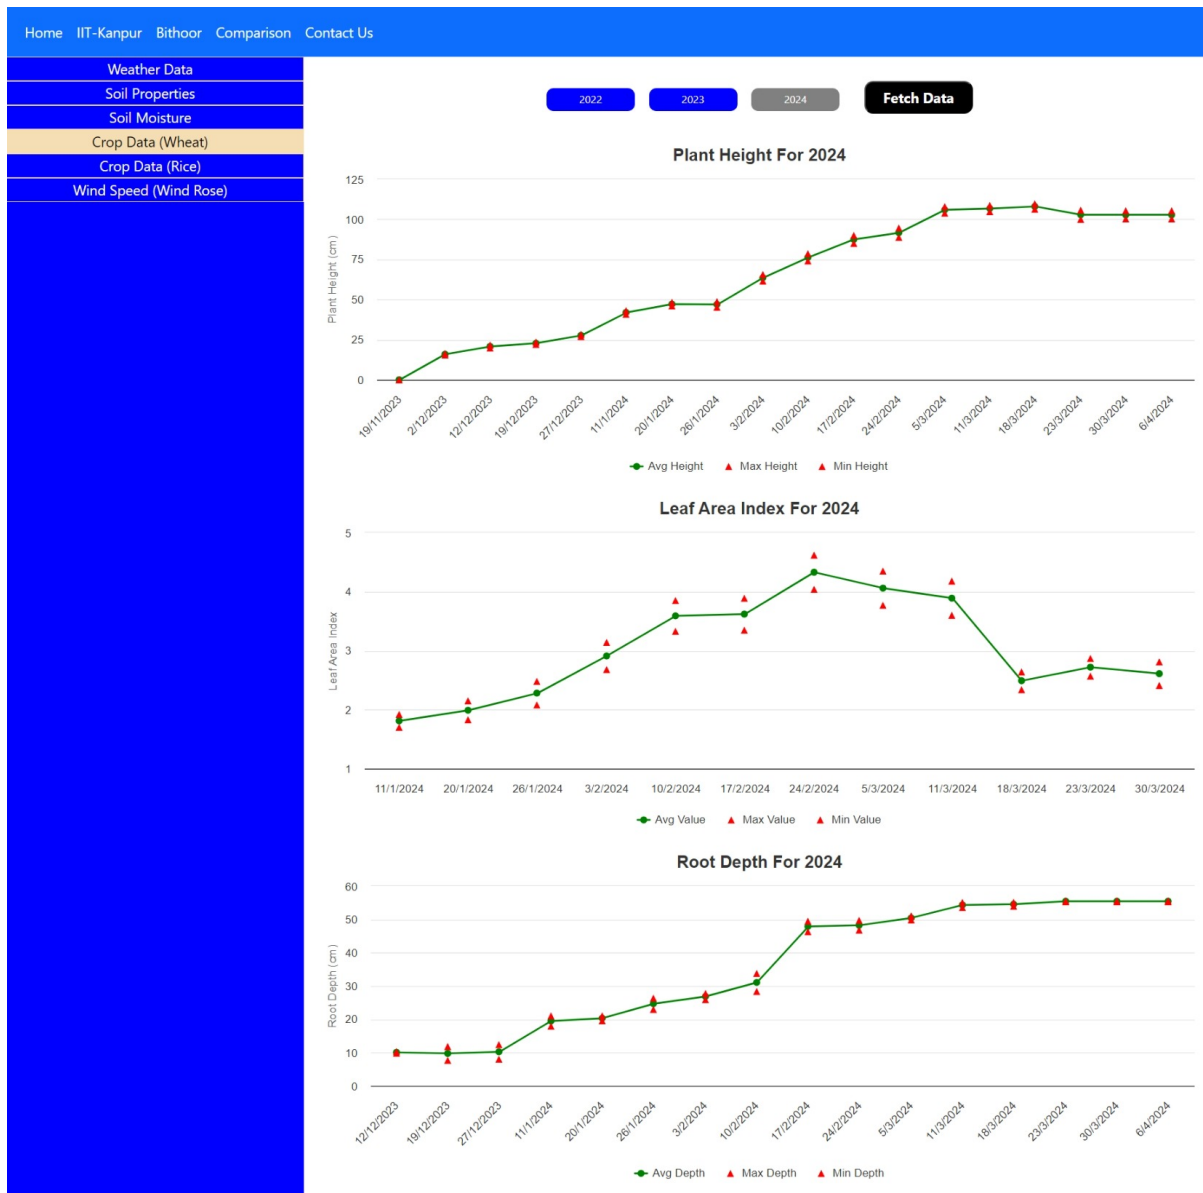 Home IIT-Kanpur Bithoor Comparison Contact Us
Weather Data
Soil Properties
Soil Moisture
Crop Data (Wheat)
Crop Data (Rice)
Wind Speed (Wind Rose)
2022 2023 2024 Fetch Data
Plant Height For 2024
Plant Height (cm)
125
100
75
50
25
0
19/11/2023 2/12/2023 12/12/2023 19/12/2023 27/12/2023 11/1/2024 20/1/2024 26/1/2024 3/2/2024 10/2/2024 17/2/2024 24/2/2024 5/3/2024 11/3/2024 18/3/2024 23/3/2024 30/3/2024 6/4/2024
Avg Height Max Height Min Height
Leaf Area Index For 2024
Leaf Area Index
5
4
3
2
1
11/1/2024 20/1/2024 26/1/2024 3/2/2024 10/2/2024 17/2/2024 24/2/2024 5/3/2024 11/3/2024 18/3/2024 23/3/2024 30/3/2024
Avg Value Max Value Min Value
Root Depth For 2024
Root Depth (cm)
60
50
40
30
20
10
0
12/12/2023 19/12/2023 27/12/2023 11/1/2024 20/1/2024 26/1/2024 3/2/2024 10/2/2024 17/2/2024 24/2/2024 5/3/2024 11/3/2024 18/3/2024 23/3/2024 30/3/2024 6/4/2024
Avg Depth Max Depth Min Depth